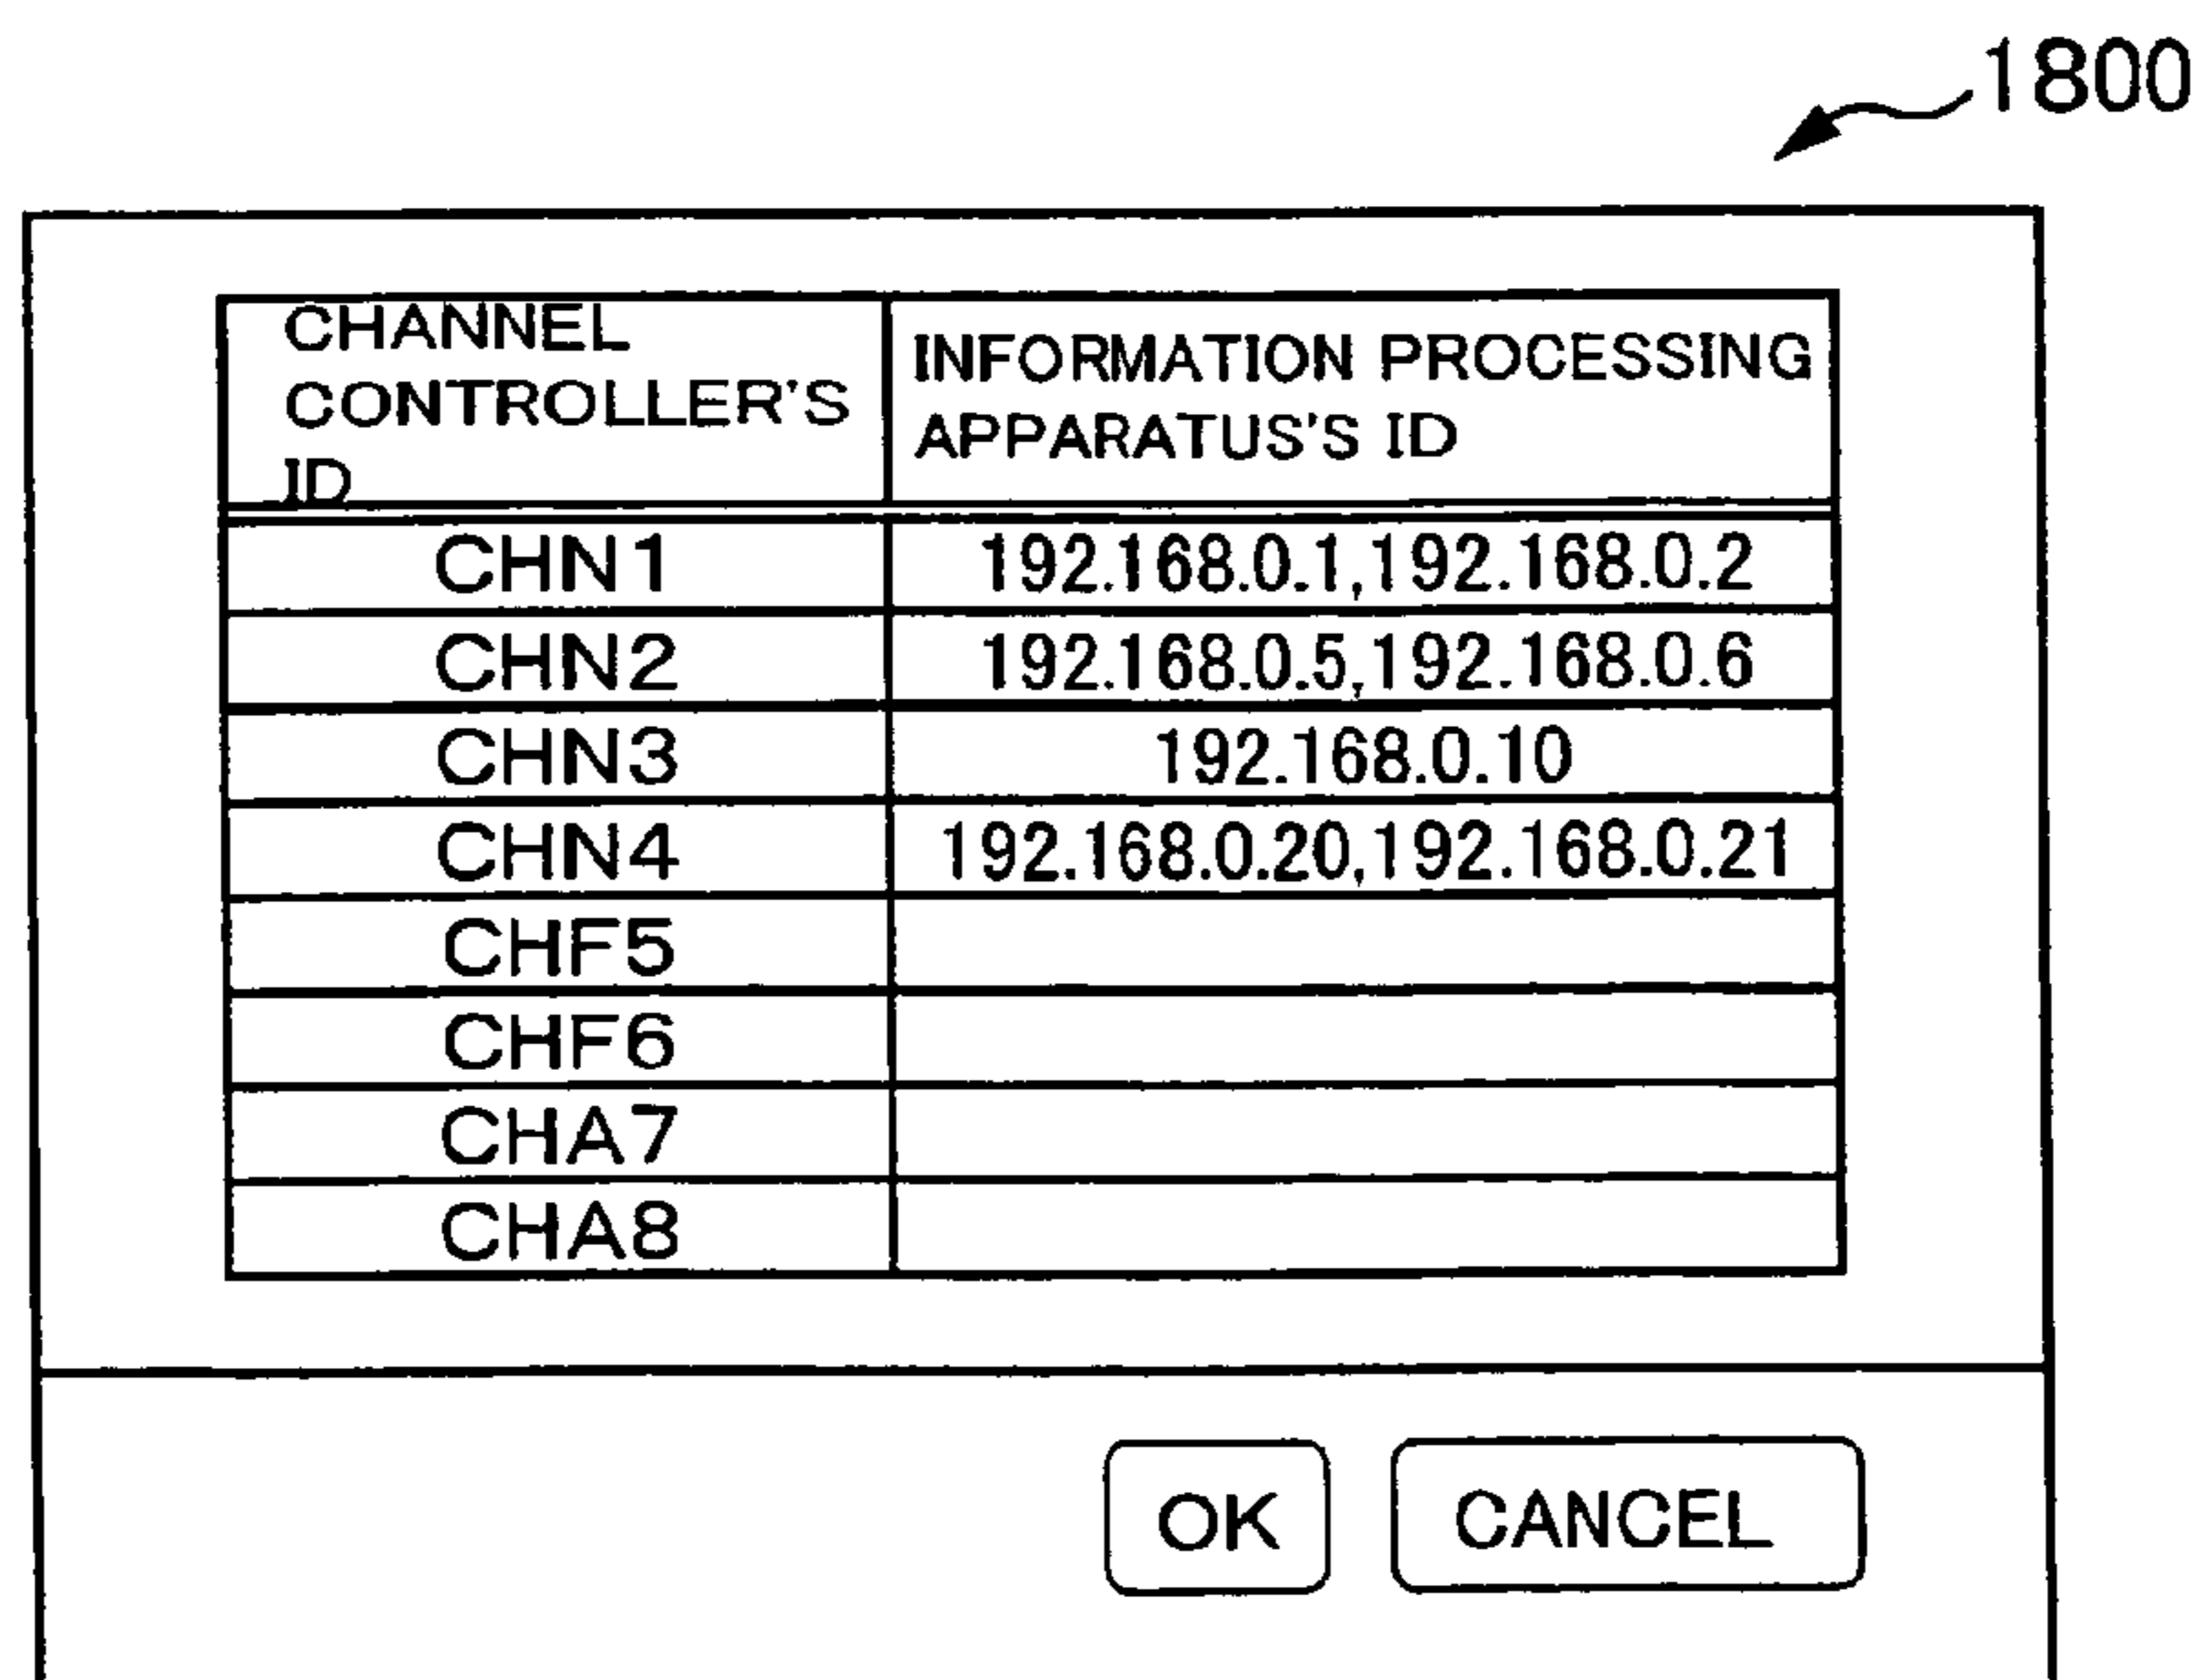 1800
CHANNEL
CONTROLLER'S
ID
INFORMATION PROCESSING
APPARATUS'S ID
CHN1 192.168.0.1,192.168.0.2
CHN2 192.168.0.5,192.168.0.6
CHN3 192.168.0.10
CHN4 192.168.0.20,192.168.0.21
CHF5
CHF6
CHA7
CHA8
OK CANCEL